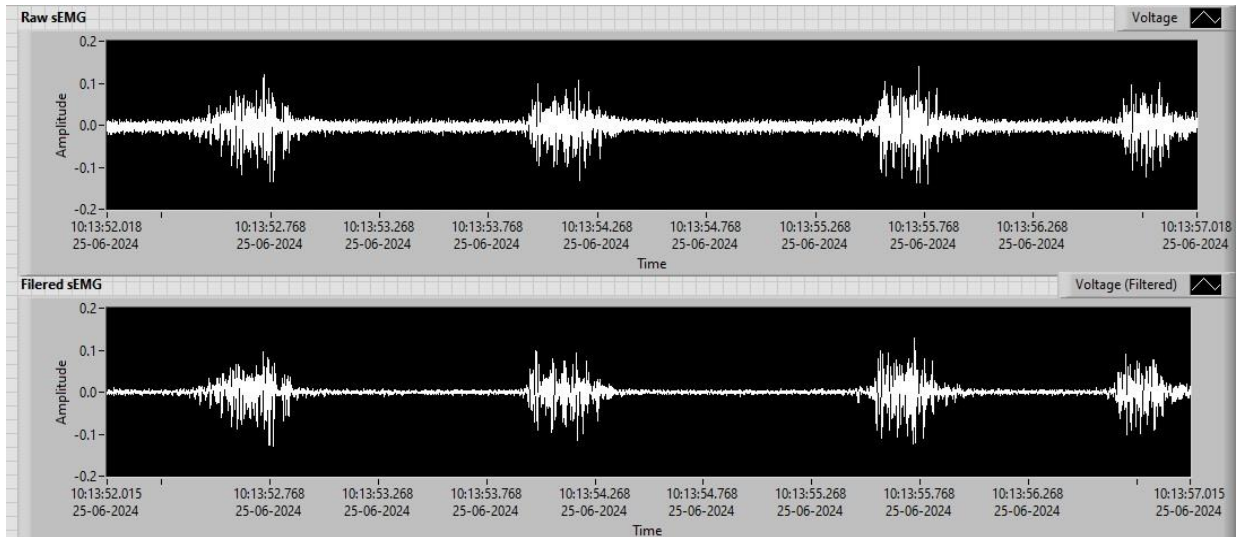 Raw sEMG
Voltage
0.2
0.1
0.0
-0.1
-0.2
Amplitude
10:13:52.018 10:13:52.768 10:13:53.268 10:13:53.768 10:13:54.268 10:13:54.768 10:13:55.268 10:13:55.768 10:13:56.268 10:13:57.018
25-06-2024 25-06-2024 25-06-2024 25-06-2024 25-06-2024 25-06-2024 25-06-2024 25-06-2024 25-06-2024 25-06-2024
Time
Filered sEMG
Voltage (Filtered)
0.2
0.1
0.0
-0.1
-0.2
Amplitude
10:13:52.015 10:13:52.768 10:13:53.268 10:13:53.768 10:13:54.268 10:13:54.768 10:13:55.268 10:13:55.768 10:13:56.268 10:13:57.015
25-06-2024 25-06-2024 25-06-2024 25-06-2024 25-06-2024 25-06-2024 25-06-2024 25-06-2024 25-06-2024 25-06-2024
Time